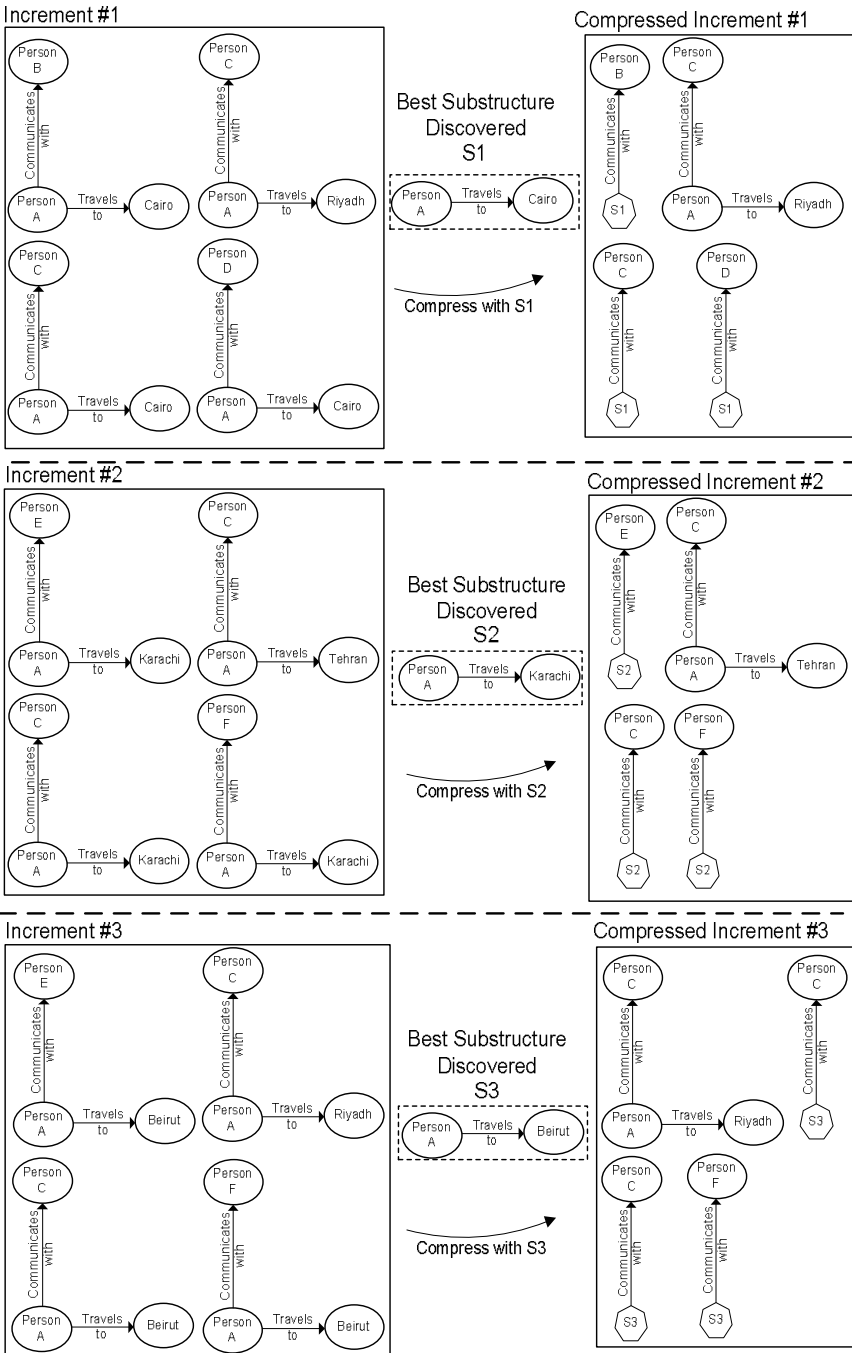 Increment #1
Person
B
Person
C
Communicates
with
Communicates
with
Person
A
Travels
to
Cairo
Person
A
Travels
to
Riyadh
Person
C
Person
D
Communicates
with
Communicates
with
Person
A
Travels
to
Cairo
Person
A
Travels
to
Cairo
Best Substructure
Discovered
S1
Person
A
Travels
to
Cairo
Compress with S1
Compressed Increment #1
Person
B
Person
C
Communicates
with
Communicates
with
S1
Person
A
Travels
to
Riyadh
Person
C
Person
D
Communicates
with
Communicates
with
S1
S1
Increment #2
Person
E
Person
C
Communicates
with
Communicates
with
Person
A
Travels
to
Karachi
Person
A
Travels
to
Tehran
Person
C
Person
F
Communicates
with
Communicates
with
Person
A
Travels
to
Karachi
Person
A
Travels
to
Karachi
Best Substructure
Discovered
S2
Person
A
Travels
to
Karachi
Compress with S2
Compressed Increment #2
Person
E
Person
C
Communicates
with
Communicates
with
S2
Person
A
Travels
to
Tehran
Person
C
Person
F
Communicates
with
Communicates
with
S2
S2
Increment #3
Person
E
Person
C
Communicates
with
Communicates
with
Person
A
Travels
to
Beirut
Person
A
Travels
to
Riyadh
Person
C
Person
F
Communicates
with
Communicates
with
Person
A
Travels
to
Beirut
Person
A
Travels
to
Beirut
Best Substructure
Discovered
S3
Person
A
Travels
to
Beirut
Compress with S3
Compressed Increment #3
Person
C
Person
C
Communicates
with
Communicates
with
Person
A
Travels
to
Riyadh
S3
Person
C
Person
F
Communicates
with
Communicates
with
S3
S3